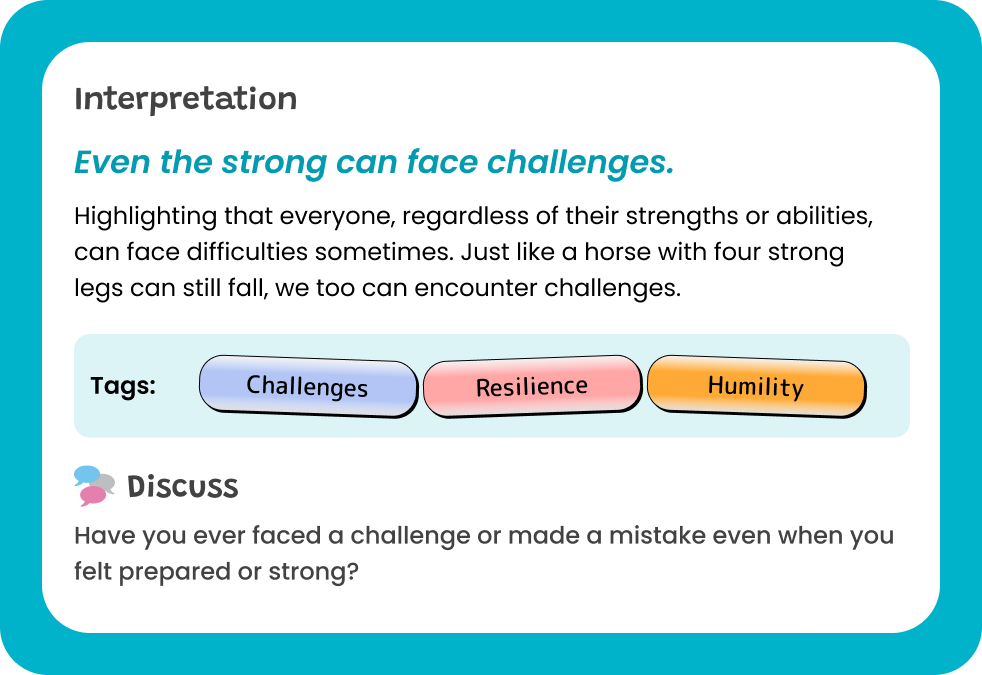 Interpretation
Even the strong can face challenges.
Highlighting that everyone, regardless of their strengths or abilities,
can face difficulties sometimes. Just like a horse with four strong
legs can still fall, we too can encounter challenges.
Tags: Challenges Resilience Humility
Discuss
Have you ever faced a challenge or made a mistake even when you
felt prepared or strong?